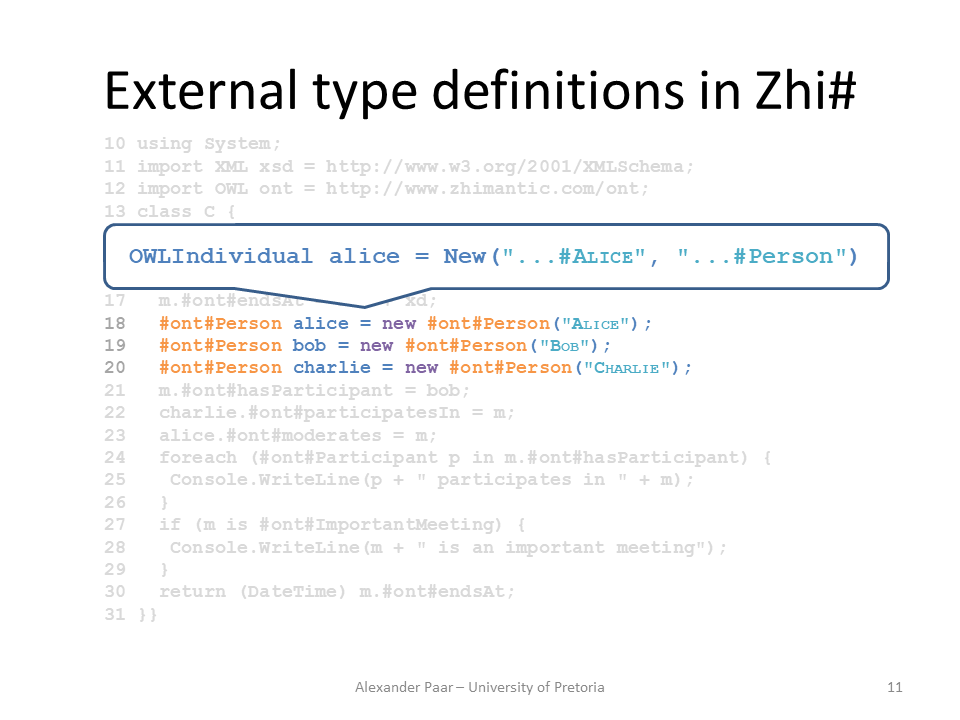 External type definitions in Zhi#
10 using System;
11 import XML xsd = http://www.w3.org/2001/XMLSchema;
12 import OWL ont = http://www.zhimantic.com/ont;
13 class C {
OWLIndividual alice = New("...#ALICE", "...#Person")
17 m.#ont#endsAt xd;
18 #ont#Person alice = new #ont#Person("ALICE");
19 #ont#Person bob = new #ont#Person("BOB");
20 #ont#Person charlie = new #ont#Person("CHARLIE");
21 m.#ont#hasParticipant = bob;
22 charlie.#ont#participatesIn = m;
23 alice.#ont#moderates = m;
24 foreach (#ont#Participant p in m.#ont#hasParticipant) {
25 Console.WriteLine(p + " participates in " + m);
26 }
27 if (m is #ont#ImportantMeeting) {
28 Console.WriteLine(m + " is an important meeting");
29 }
30 return (DateTime) m.#ont#endsAt;
31 }}
Alexander Paar – University of Pretoria
11